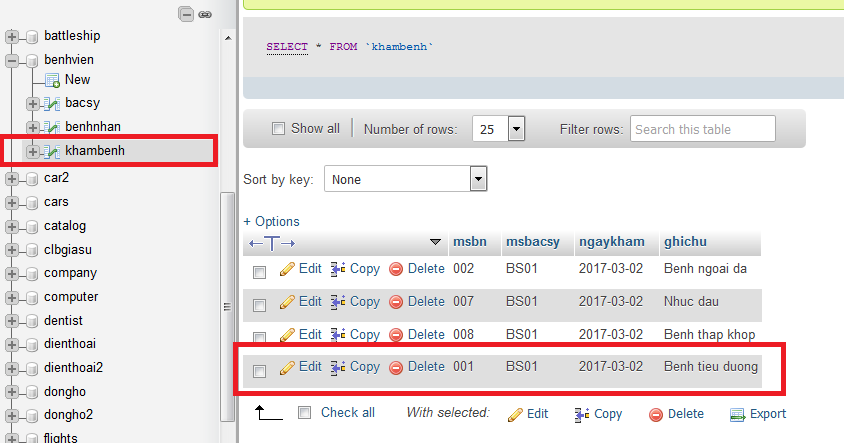 battleship
benhvien
New
bacsy
benhnhan
khambenh
car2
cars
catalog
clbgiasu
company
computer
dentist
dienthoai
dienthoai2
dongho
dongho2
flights
SELECT * FROM `khambenh`
Show all Number of rows: 25 Filter rows: Search this table
Sort by key: None
+ Options
←T→ msbn msbacsy ngaykham ghichu
Edit Copy Delete 002 BS01 2017-03-02 Benh ngoai da
Edit Copy Delete 007 BS01 2017-03-02 Nhuc dau
Edit Copy Delete 008 BS01 2017-03-02 Benh thap khop
Edit Copy Delete 001 BS01 2017-03-02 Benh tieu duong
Check all With selected: Edit Copy Delete Export